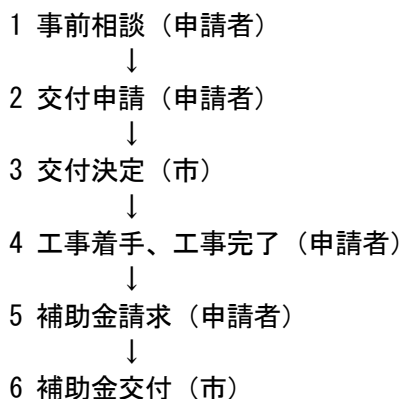 1 事前相談（申請者）
↓
2 交付申請（申請者）
↓
3 交付決定（市）
↓
4 工事着手、工事完了（申請者）
↓
5 補助金請求（申請者）
↓
6 補助金交付（市）